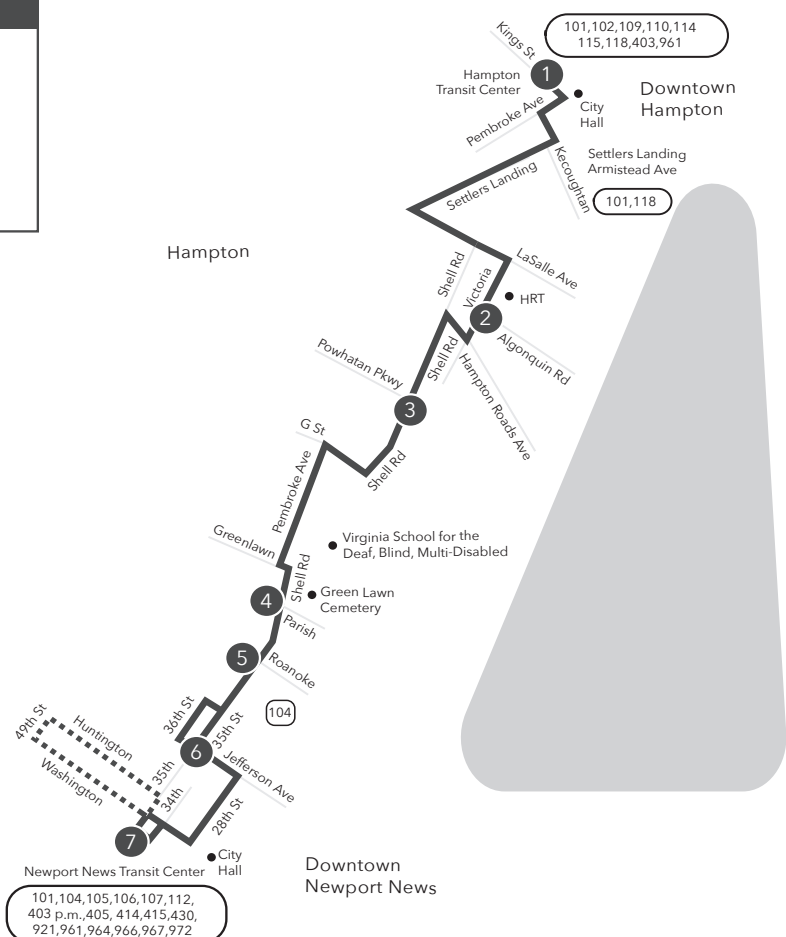 Kings St
101,102,109,110,114
115,118,403,961
1
Hampton
Transit Center
City
Hall
Downtown
Hampton
Pembroke Ave
Settlers Landing
Kecoughtan
Settlers Landing
Armistead Ave
101,118
Hampton
Shell Rd
Victoria
LaSalle Ave
HRT
2
Algonquin Rd
Shell Rd
Hampton Roads Ave
Powhatan Pkwy
3
G St
Shell Rd
Pembroke Ave
Virginia School for the
Deaf, Blind, Multi-Disabled
Greenlawn
Shell Rd
Green Lawn
Cemetery
4
Parish
5
Roanoke
104
36th St
35th St
49th St
Huntington
6
Jefferson Ave
Washington
35th
34th
28th St
7
City
Hall
Newport News Transit Center
Downtown
Newport News
101,104,105,106,107,112,
403 p.m.,405, 414,415,430,
921,961,964,966,967,972